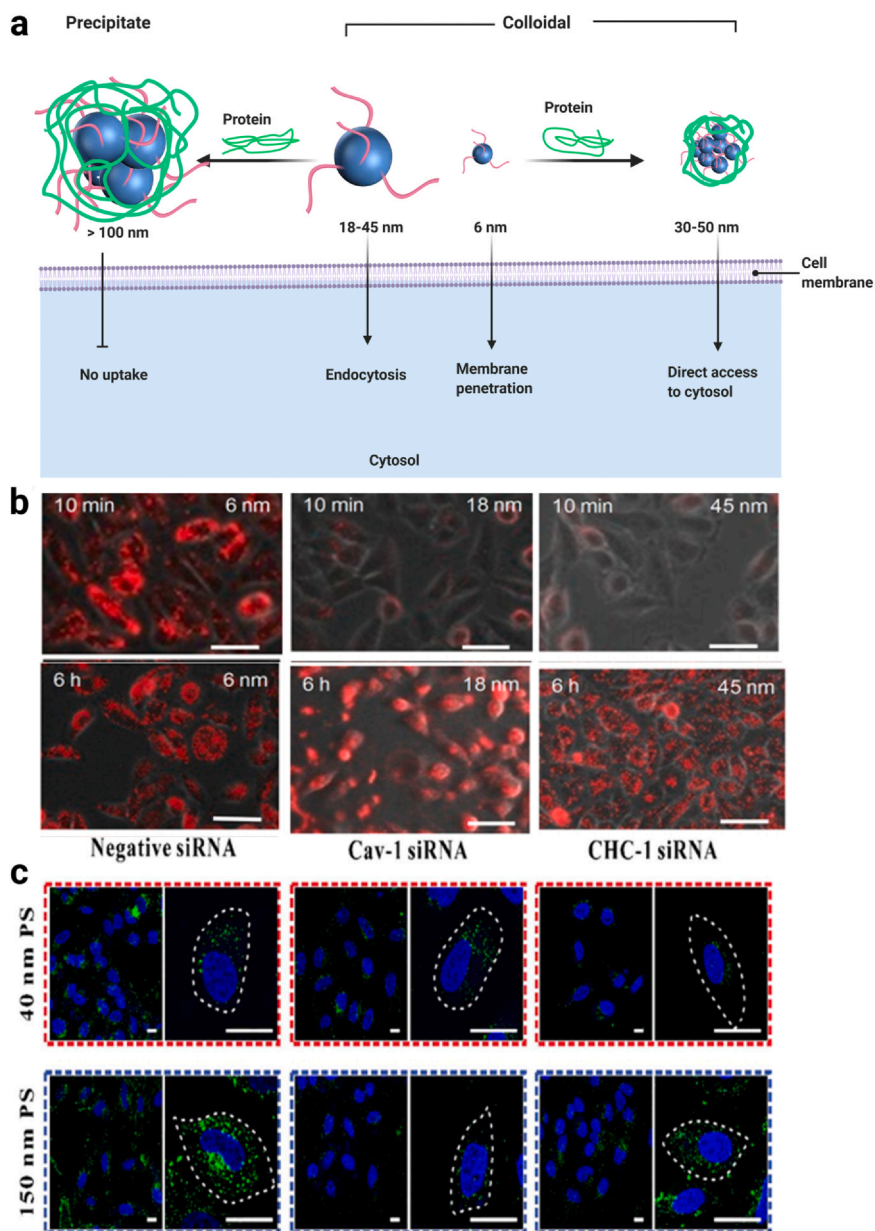 a
Precipitate
Colloidal
Protein
Protein
> 100 nm
18-45 nm
6 nm
30-50 nm
Cell
membrane
No uptake
Endocytosis
Membrane
penetration
Direct access
to cytosol
Cytosol
b
10 min
6 nm
10 min
18 nm
10 min
45 nm
6 h
6 nm
6 h
18 nm
6 h
45 nm
Negative siRNA
Cav-1 siRNA
CHC-1 siRNA
c
40 nm PS
150 nm PS